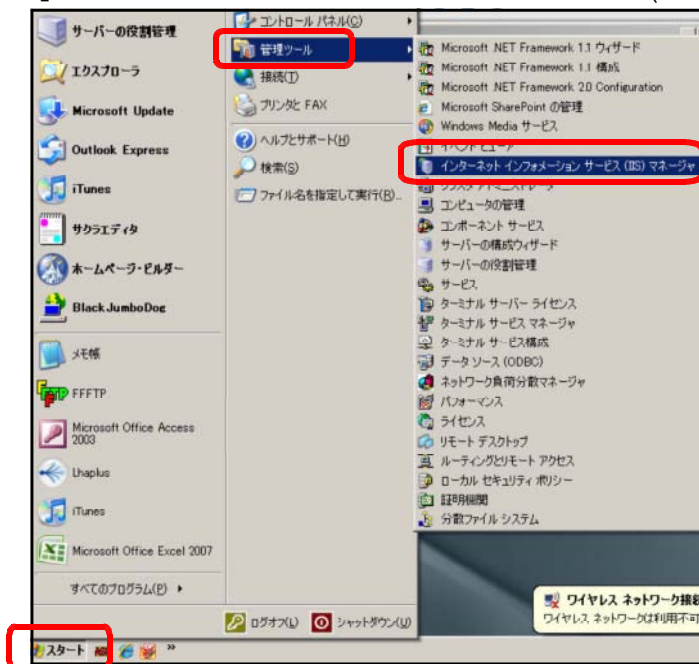 サーバーの役割管理
エクスプローラ
Microsoft Update
Outlook Express
iTunes
サクラエディタ
ホームページ・ビルダー
BlackJumboDog
メモ帳
FFFTP
Microsoft Office Access
2003
Lhaplus
iTunes
Microsoft Office Excel 2007
すべてのプログラム(P)
コントロール パネル(C)
管理ツール
接続(T)
プリンタと FAX
ヘルプとサポート(H)
検索(S)
ファイル名を指定して実行(R)...
ログオフ(L)
シャットダウン(U)
Microsoft .NET Framework 1.1 ウィザード
Microsoft .NET Framework 1.1 構成
Microsoft .NET Framework 2.0 Configuration
Microsoft SharePoint の管理
Windows Media サービス
イベント ビューア
インターネット インフォメーション サービス (IIS) マネージャ
コンピュータの管理
コンポーネント サービス
サーバーの構成ウィザード
サーバーの役割管理
サービス
ターミナル サーバー ライセンス
ターミナル サービス マネージャ
ターミナル サービス構成
データ ソース (ODBC)
ネットワーク負荷分散マネージャ
パフォーマンス
ライセンス
リモート デスクトップ
ルーティングとリモート アクセス
ローカル セキュリティ ポリシー
証明機関
分散ファイル システム
ワイヤレス ネットワーク接続
ワイヤレス ネットワークは利用不可
スタート